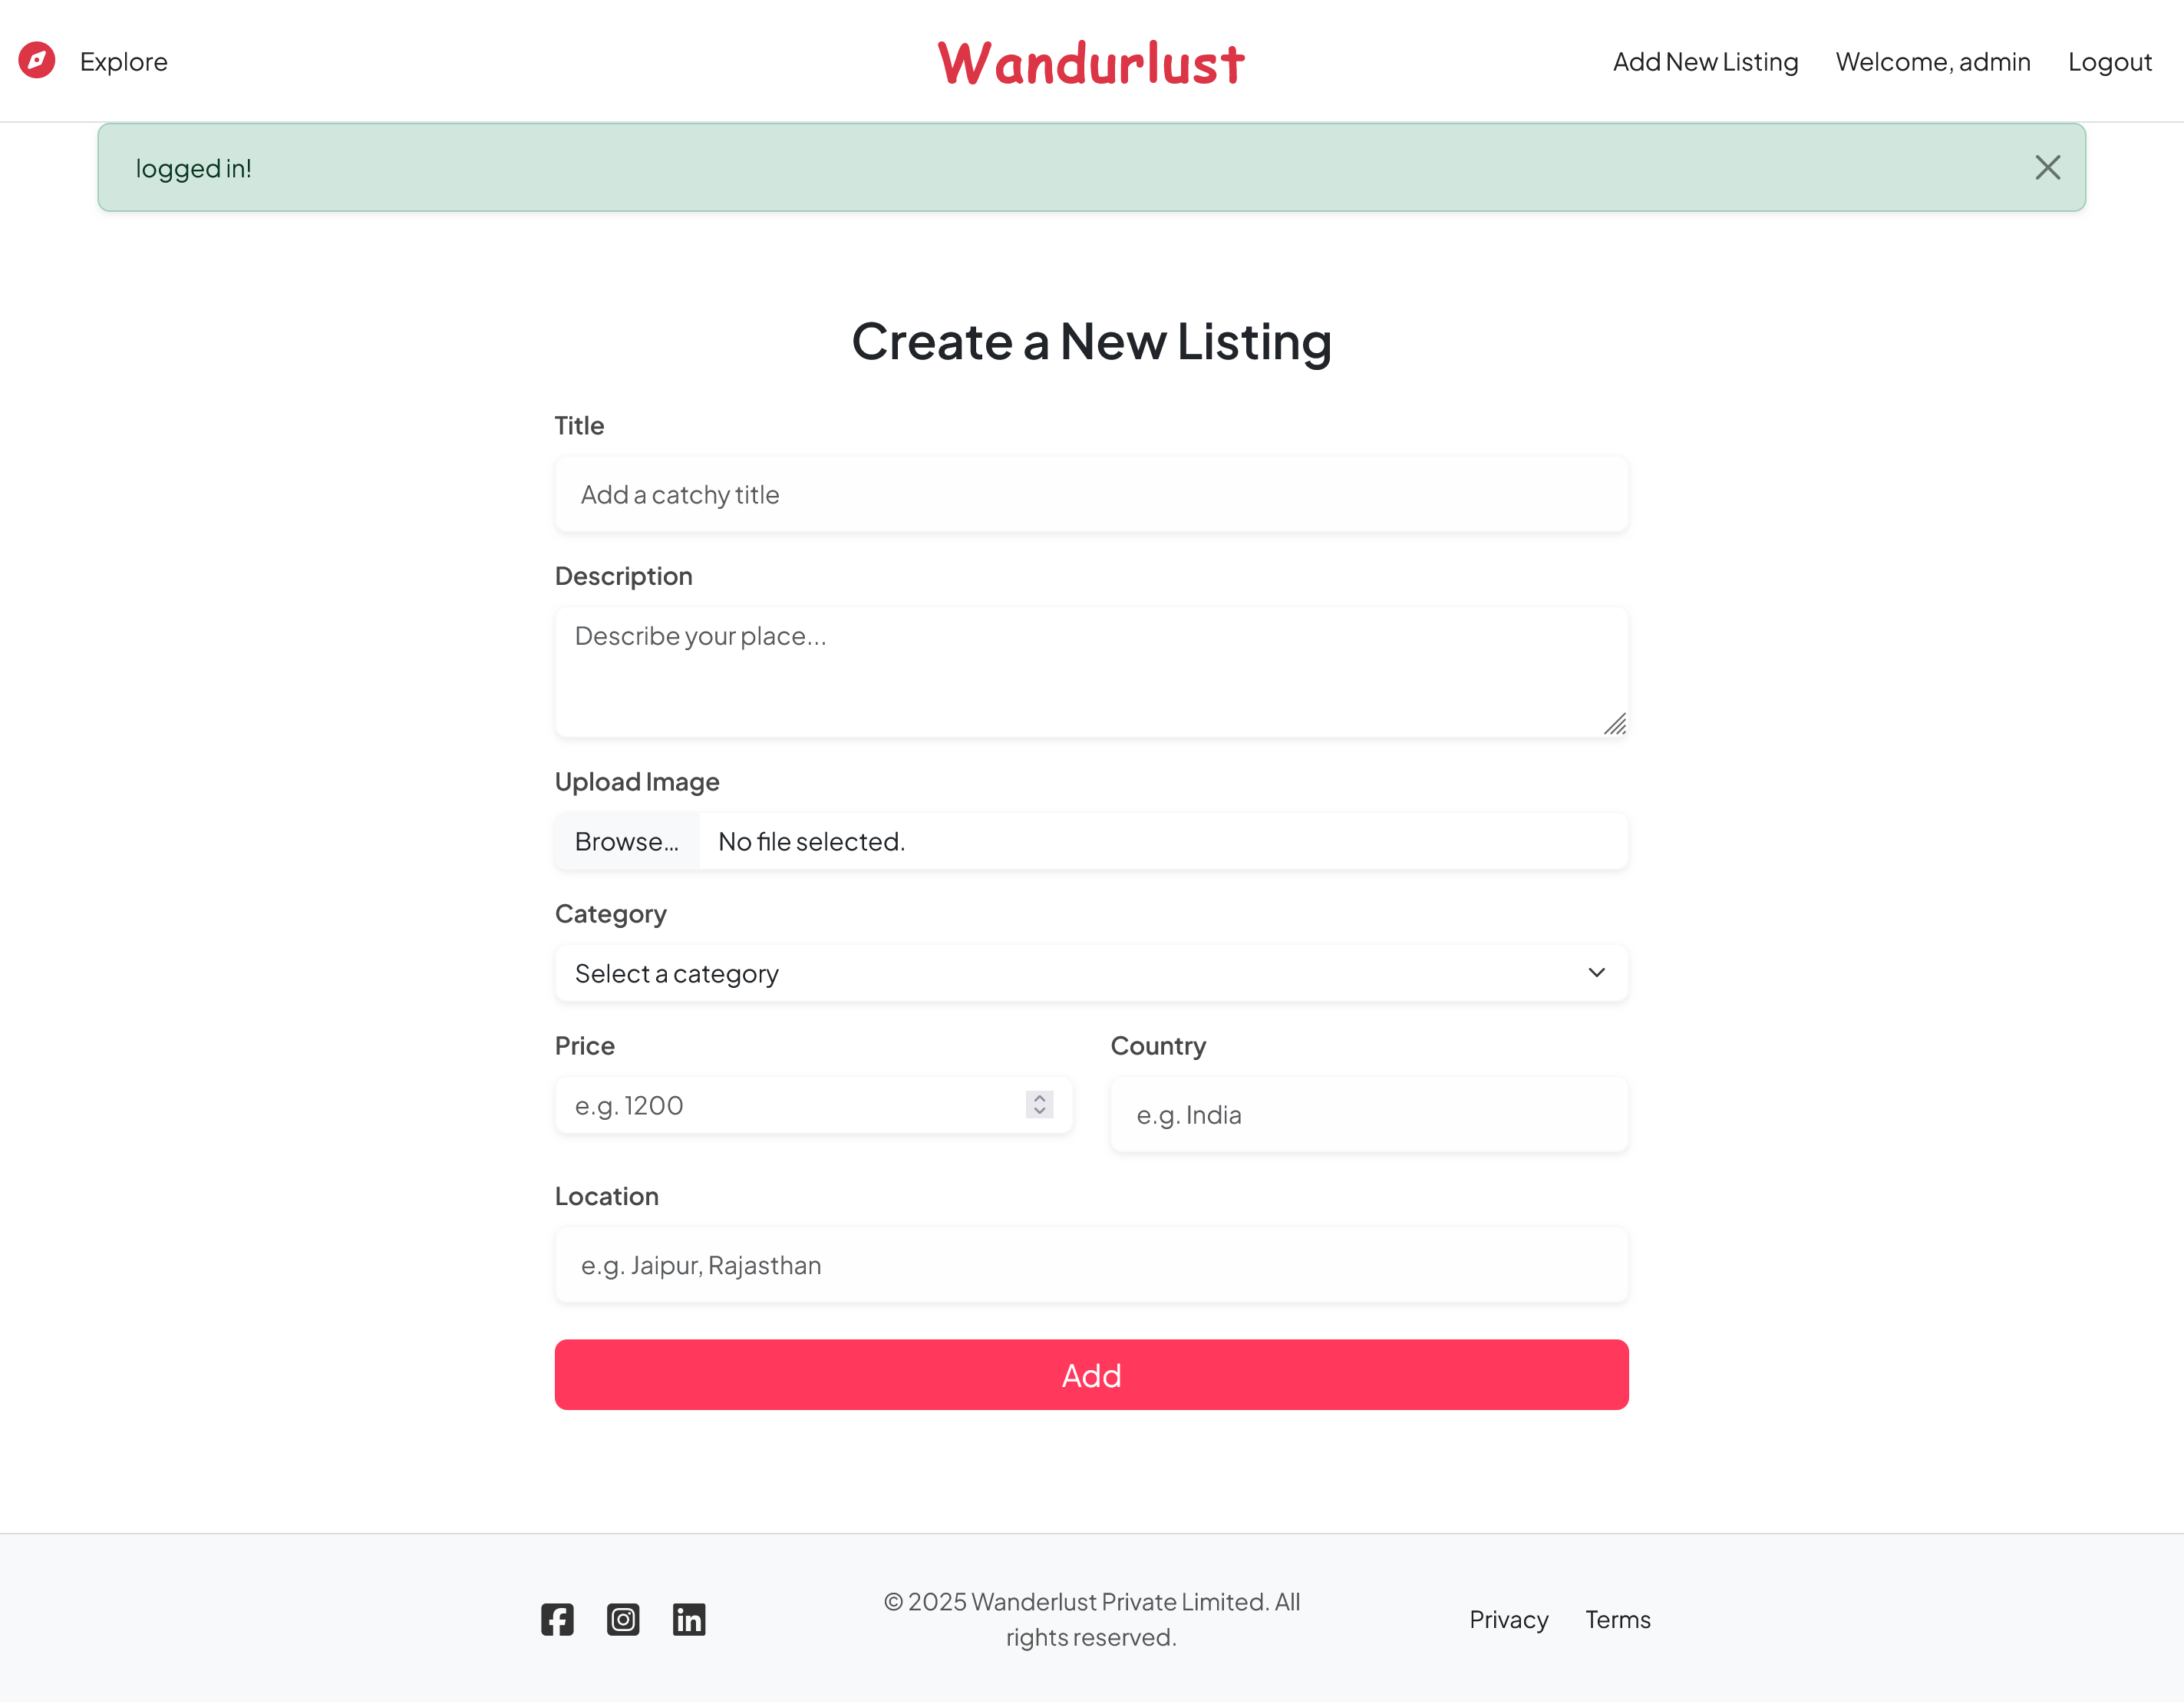 Explore
Wandurlust
Add New Listing
Welcome, admin
Logout
logged in!
Create a New Listing
Title
Add a catchy title
Description
Describe your place...
Upload Image
Browse... No file selected.
Category
Select a category
Price
e.g. 1200
Country
e.g. India
Location
e.g. Jaipur, Rajasthan
Add
© 2025 Wanderlust Private Limited. All
rights reserved.
Privacy
Terms